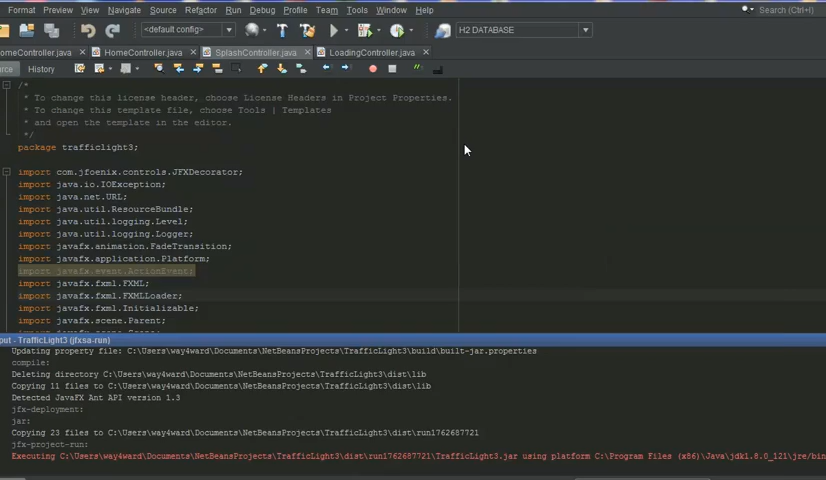 Format Preview View Navigate Source Refactor Run Debug Profile Team Tools Window Help Search (Ctrl+I)
<default config> H2 DATABASE
omeController.java HomeController.java SplashController.java LoadingController.java
rce History
/*
* To change this license header, choose License Headers in Project Properties.
* To change this template file, choose Tools | Templates
* and open the template in the editor.
*/
package trafficlight3;
import com.jfoenix.controls.JFXDecorator;
import java.io.IOException;
import java.net.URL;
import java.util.ResourceBundle;
import java.util.logging.Level;
import java.util.logging.Logger;
import javafx.animation.FadeTransition;
import javafx.application.Platform;
import javafx.event.ActionEvent;
import javafx.fxml.FXML;
import javafx.fxml.FXMLLoader;
import javafx.fxml.Initializable;
import javafx.scene.Parent;
put - TrafficLight3 (jfxsa-run)
Updating property file: C:\Users\way4ward\Documents\NetBeansProjects\TrafficLight3\build\built-jar.properties
compile:
Deleting directory C:\Users\way4ward\Documents\NetBeansProjects\TrafficLight3\dist\lib
Copying 11 files to C:\Users\way4ward\Documents\NetBeansProjects\TrafficLight3\dist\lib
Detected JavaFX Ant API version 1.3
jfx-deployment:
jar:
Copying 23 files to C:\Users\way4ward\Documents\NetBeansProjects\TrafficLight3\dist\run1762687721
jfx-project-run:
Executing C:\Users\way4ward\Documents\NetBeansProjects\TrafficLight3\dist\run1762687721\TrafficLight3.jar using platform C:\Program Files (x86)\Java\jdk1.8.0_121\jre/bin